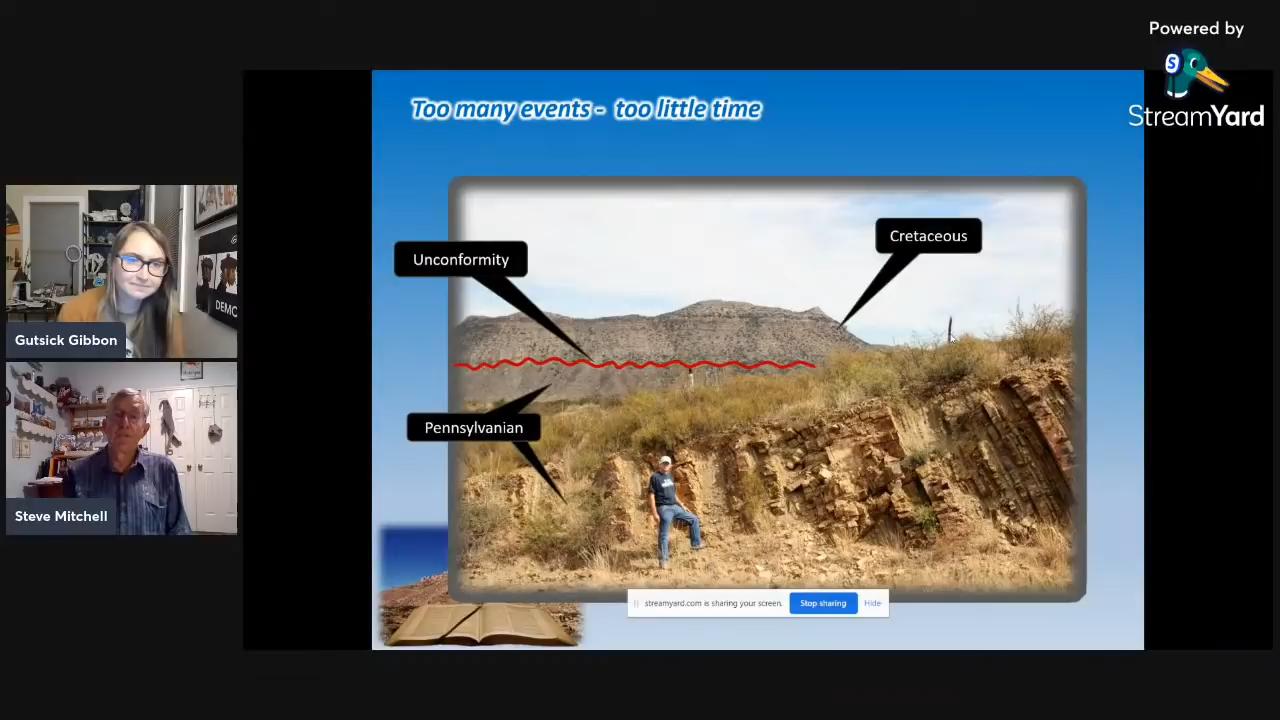 Powered by
StreamYard
Too many events - too little time
Unconformity
Cretaceous
Pennsylvanian
DEMO
Gutsick Gibbon
Steve Mitchell
streamyard.com is sharing your screen.
Stop sharing
Hide